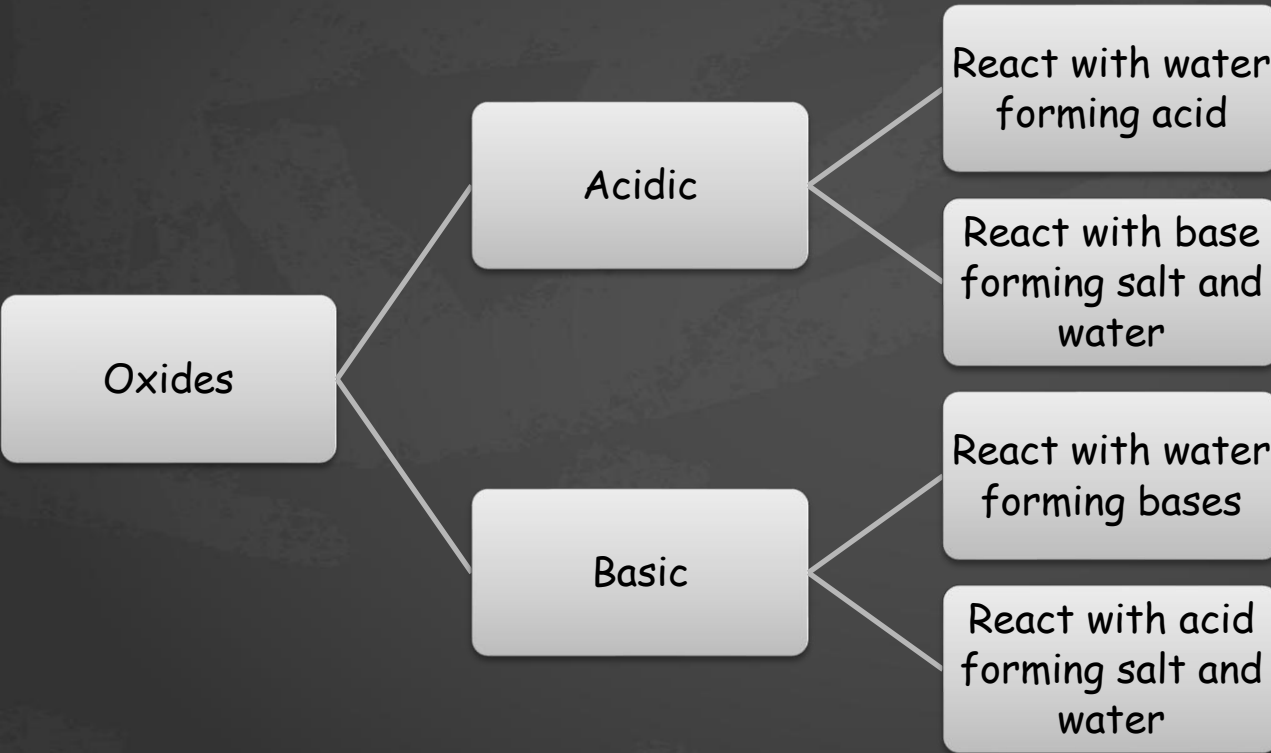 Oxides
Acidic
React with water
forming acid
React with base
forming salt and
water
Basic
React with water
forming bases
React with acid
forming salt and
water